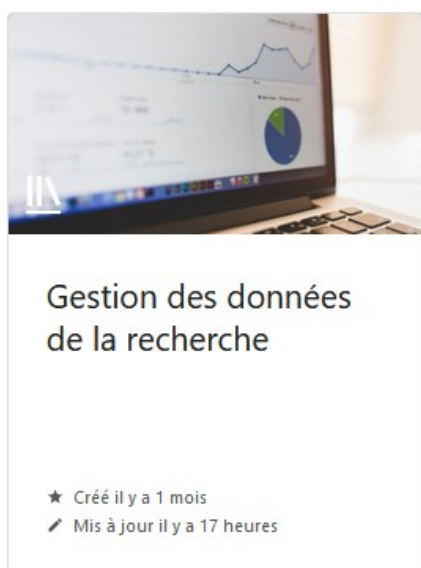 Gestion des données
de la recherche
Créé il y a 1 mois
Mis à jour il y a 17 heures